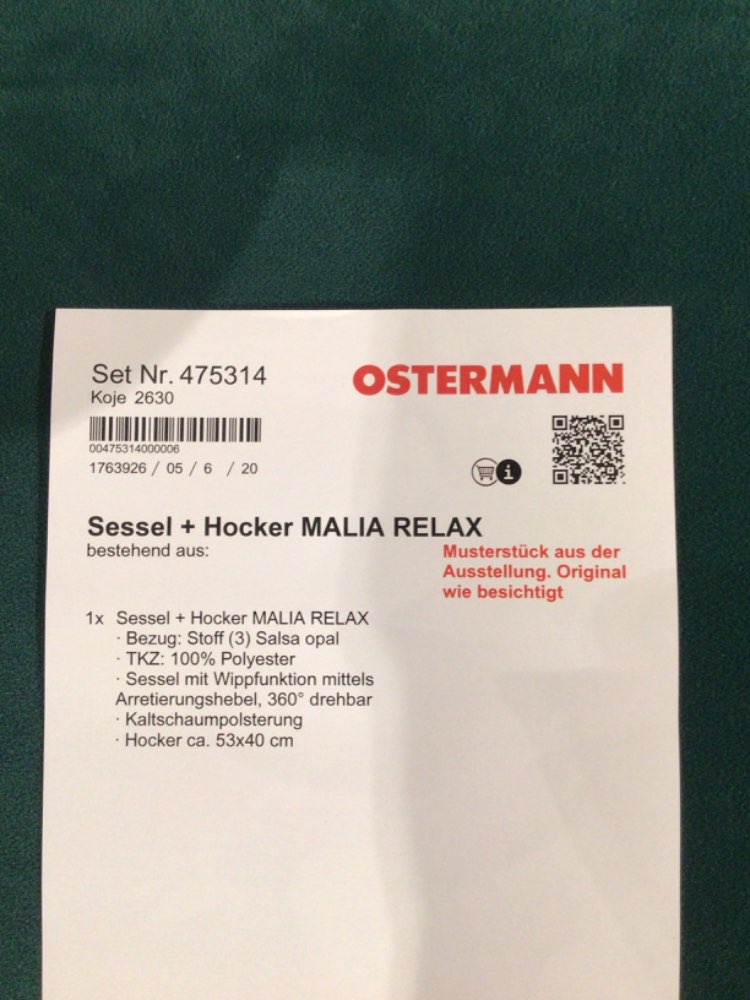 Set Nr. 475314
OSTERMANN
Koje 2630
00475314000006
1763926 / 05 / 6 / 20
i
Sessel + Hocker MALIA RELAX
bestehend aus:
Musterstück aus der
Ausstellung. Original
wie besichtigt
1x Sessel + Hocker MALIA RELAX
· Bezug: Stoff (3) Salsa opal
· TKZ: 100% Polyester
· Sessel mit Wippfunktion mittels
Arretierungshebel, 360° drehbar
· Kaltschaumpolsterung
· Hocker ca. 53x40 cm